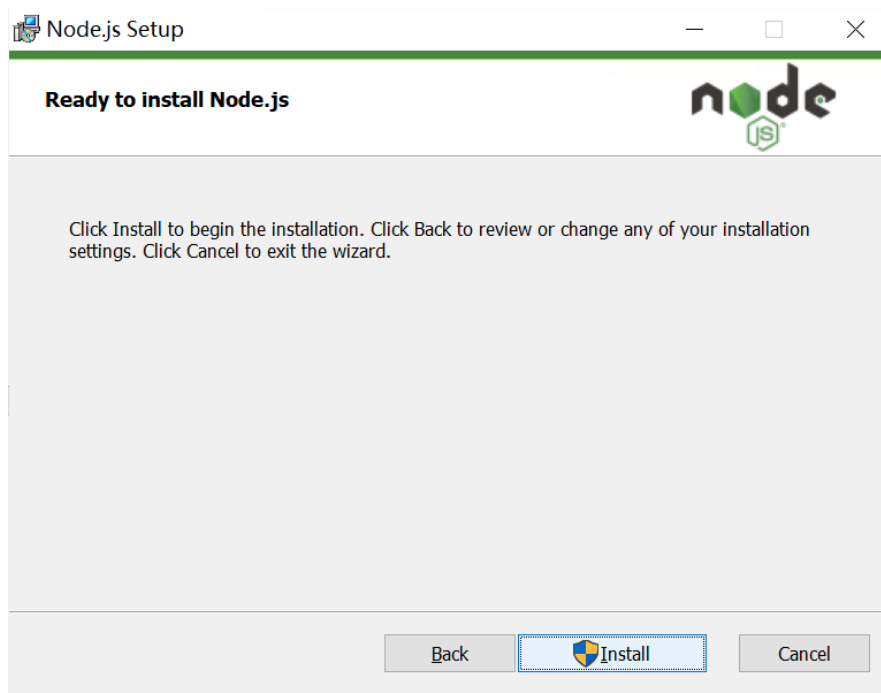 Node.js Setup
Ready to install Node.js
node
JS
Click Install to begin the installation. Click Back to review or change any of your installation
settings. Click Cancel to exit the wizard.
Back
Install
Cancel